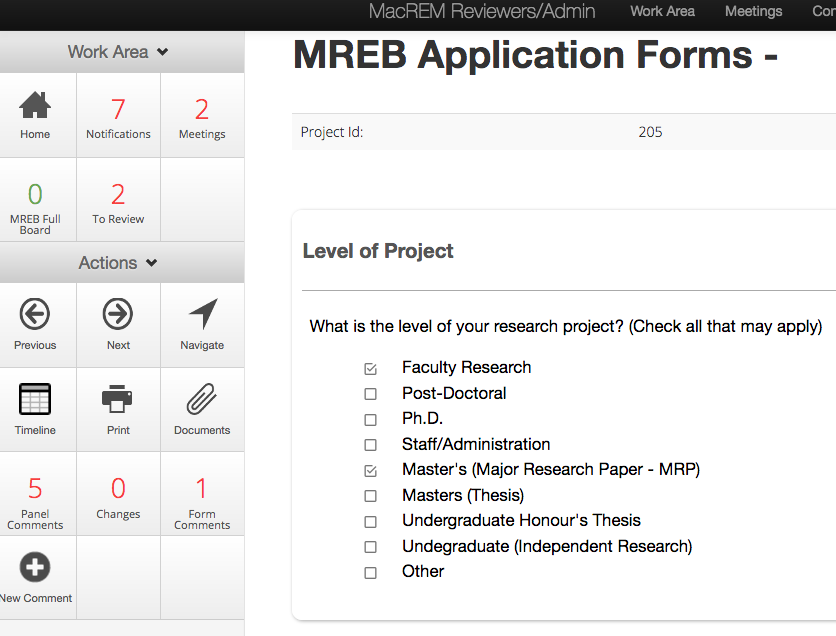 MacREM Reviewers/Admin Work Area Meetings
Work Area
MREB Application Forms -
Home
7
Notifications
2
Meetings
Project Id: 205
0
MREB Full
Board
2
To Review
Actions
Level of Project
Previous
Next
Navigate
What is the level of your research project? (Check all that may apply)
Faculty Research
Post-Doctoral
Ph.D.
Staff/Administration
Master's (Major Research Paper - MRP)
Masters (Thesis)
Undergraduate Honour's Thesis
Undegraduate (Independent Research)
Other
Timeline
Print
Documents
5
Panel
Comments
0
Changes
1
Form
Comments
New Comment